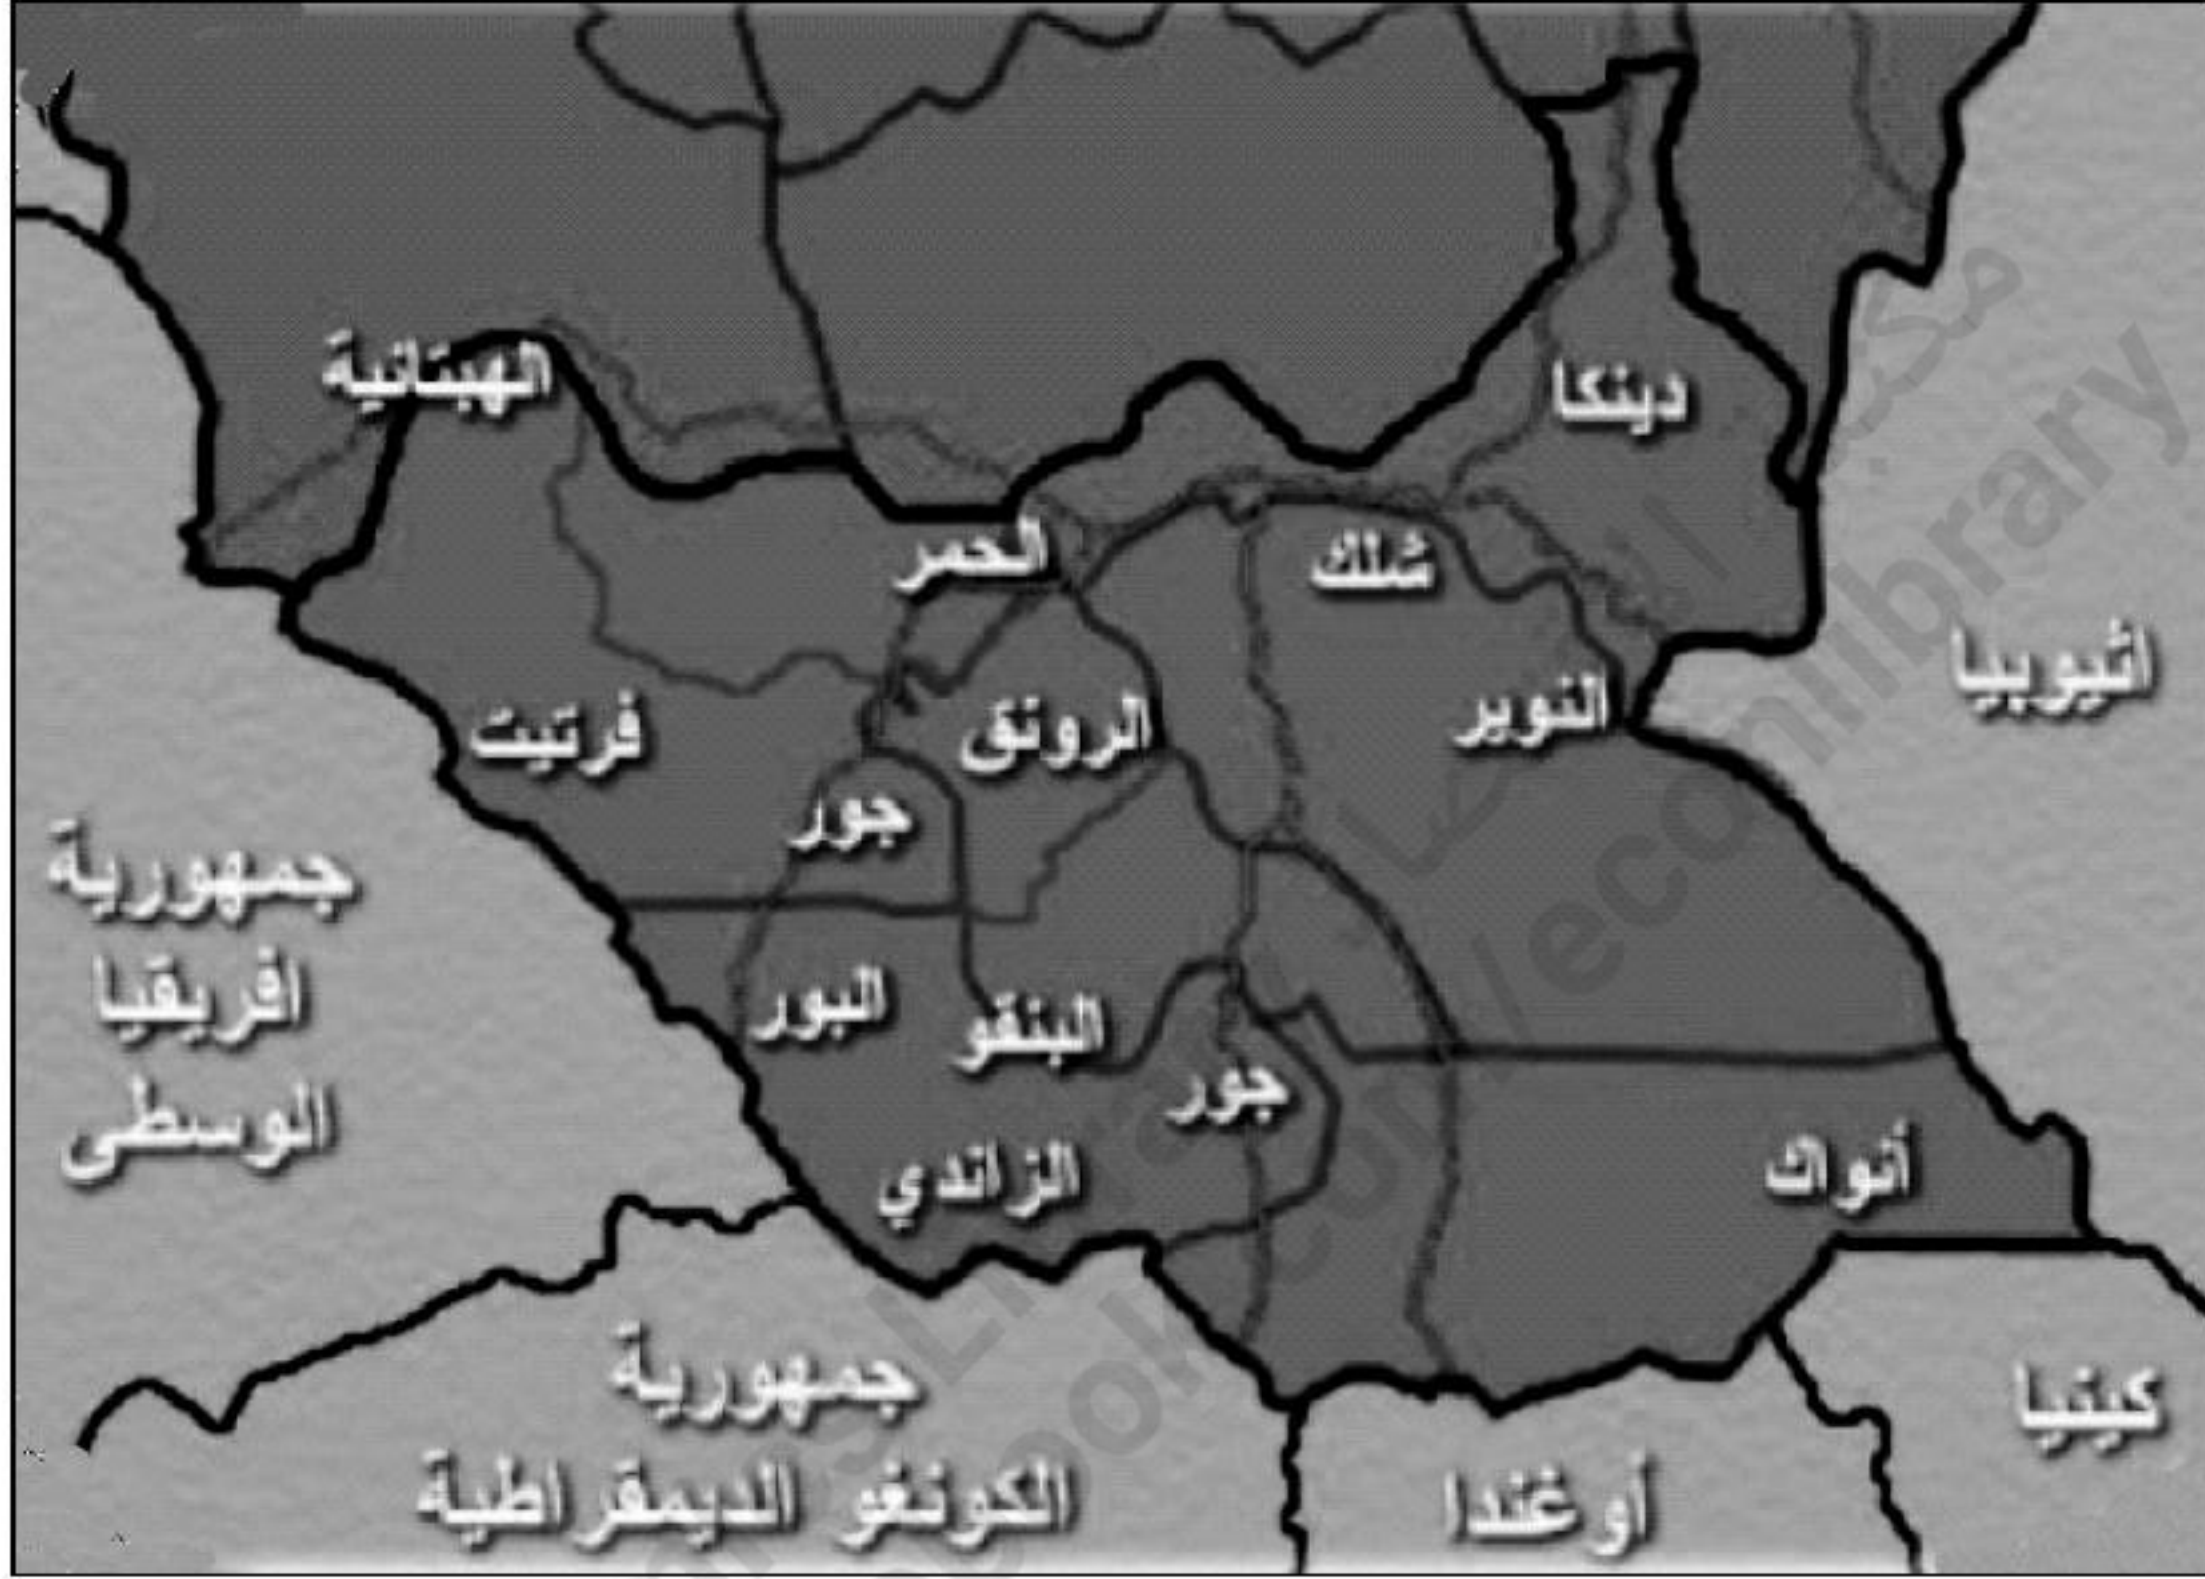 الهبتانية
دينكا
الحمر
شلك
اثيوبيا
فرتيت
الرونق
النوير
جور
جمهورية
افريقيا
الوسطى
البور
البنقو
جور
الزاندي
أنواك
جمهورية
الكونغو الديمقراطية
أوغندا
كينيا
econlibrary